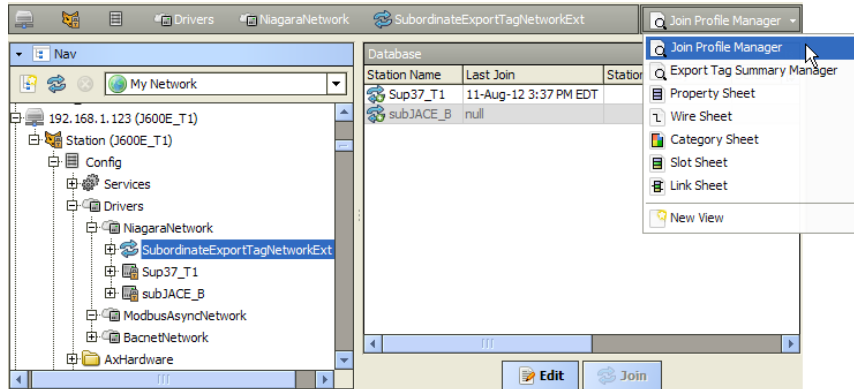 Drivers NiagaraNetwork SubordinateExportTagNetworkExt Join Profile Manager
Nav
My Network
192.168.1.123 (J600E_T1)
Station (J600E_T1)
Config
Services
Drivers
NiagaraNetwork
SubordinateExportTagNetworkExt
Sup37_T1
subJACE_B
ModbusAsyncNetwork
BacnetNetwork
AxHardware
Database
Station Name Last Join Station
Sup37_T1 11-Aug-12 3:37 PM EDT
subJACE_B null
Edit Join
Join Profile Manager
Export Tag Summary Manager
Property Sheet
Wire Sheet
Category Sheet
Slot Sheet
Link Sheet
New View